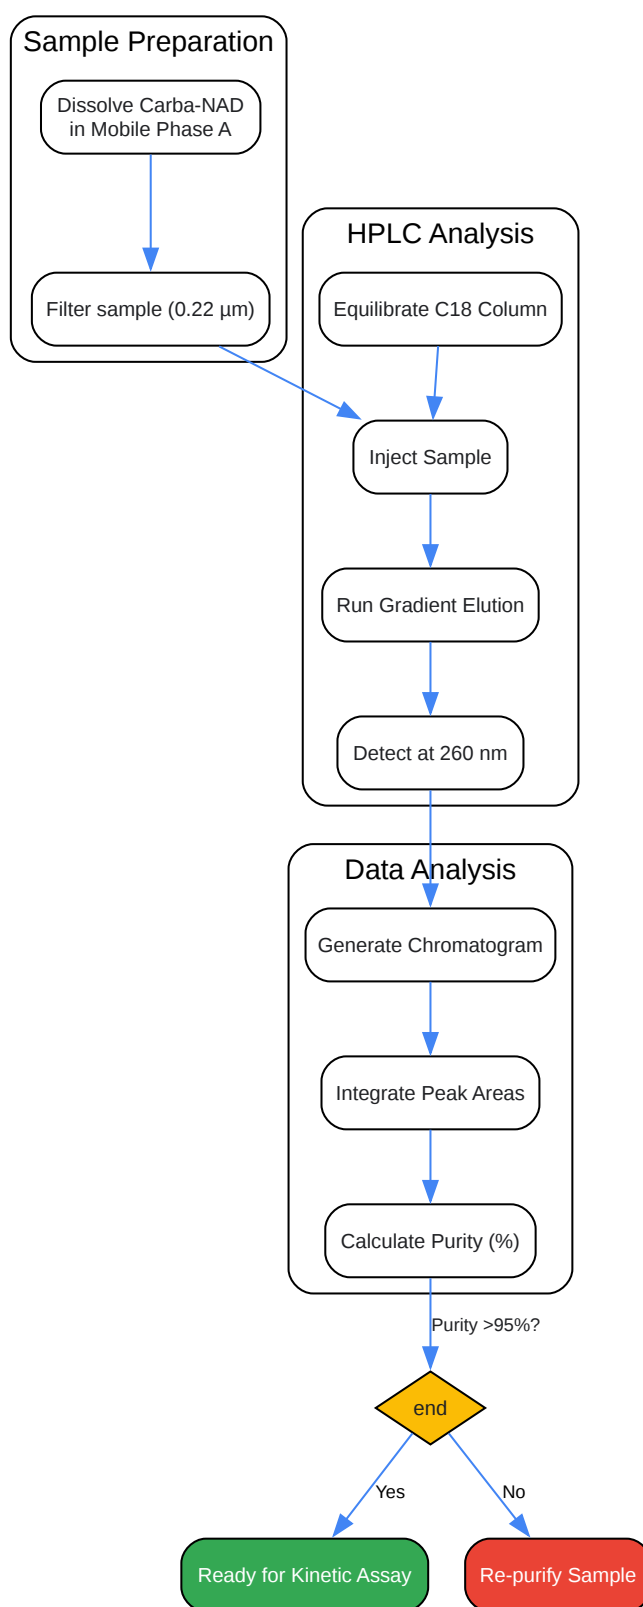 Sample Preparation
Dissolve Carba-NAD
in Mobile Phase A
Filter sample (0.22 µm)
HPLC Analysis
Equilibrate C18 Column
Inject Sample
Run Gradient Elution
Detect at 260 nm
Data Analysis
Generate Chromatogram
Integrate Peak Areas
Calculate Purity (%)
Purity >95%?
end
Yes
No
Ready for Kinetic Assay
Re-purify Sample